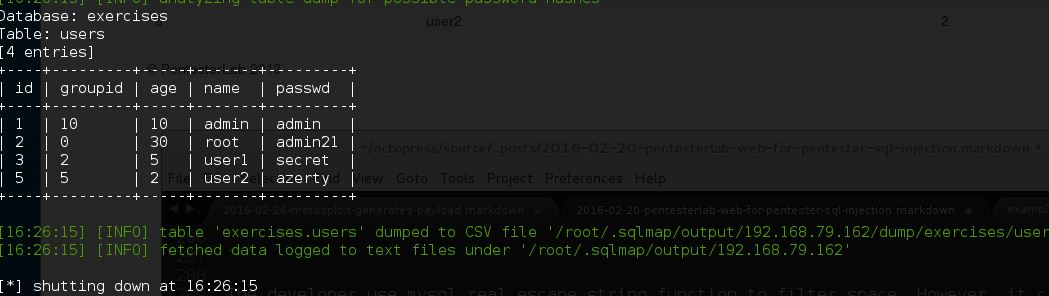 [16:26:15] [INFO] analyzing table dump for possible password hashes
Database: exercises
user2 2
Table: users
[4 entries]
+----+---------+-----+-------+---------+
© PentesterLab 2013
| id | groupid | age | name | passwd |
+----+---------+-----+-------+---------+
| 1 | 10 | 10 | admin | admin |
| 2 | 0 | 30 | root | admin21 |
~/octopress/source/_posts/2016-02-20-pentesterlab-web-for-pentester-sql-injection.markdown •
| 3 | 2 | 5 | user1 | secret |
| 5 | 5 | 2 | user2 | azerty |
File View Goto Tools Project Preferences Help
+----+---------+-----+-------+---------+
2016-02-26-metasploit-generates-payload.markdown × 2016-02-20-pentesterlab-web-for-pentester-sql-injection.markdown • exampl
[16:26:15] [INFO] table 'exercises.users' dumped to CSV file '/root/.sqlmap/output/192.168.79.162/dump/exercises/user
[16:26:15] [INFO] fetched data logged to text files under '/root/.sqlmap/output/192.168.79.162'
208
[*] shutting down at 16:26:15
developer use mysql_real_escape_string function to filter space. However, it c